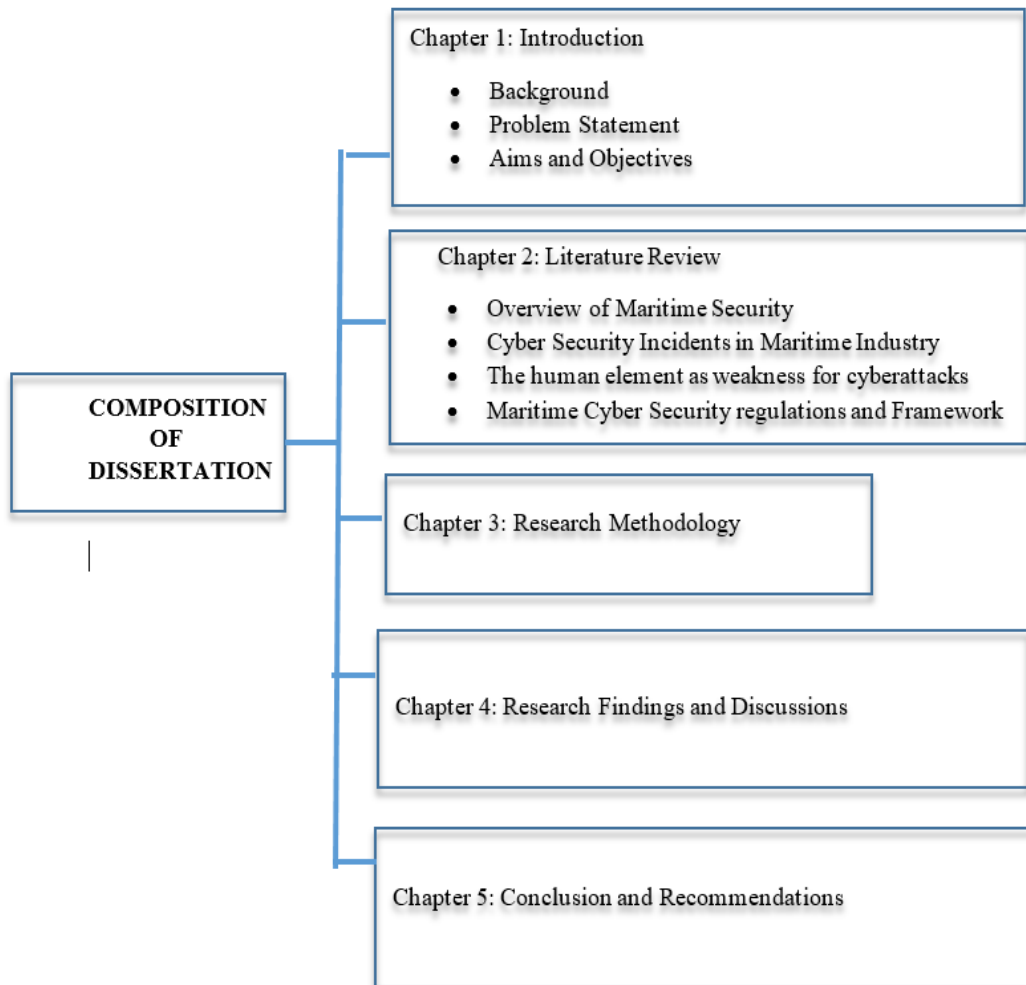 Chapter 1: Introduction
• Background
• Problem Statement
• Aims and Objectives
Chapter 2: Literature Review
• Overview of Maritime Security
• Cyber Security Incidents in Maritime Industry
• The human element as weakness for cyberattacks
• Maritime Cyber Security regulations and Framework
COMPOSITION
OF
DISSERTATION
Chapter 3: Research Methodology
Chapter 4: Research Findings and Discussions
Chapter 5: Conclusion and Recommendations